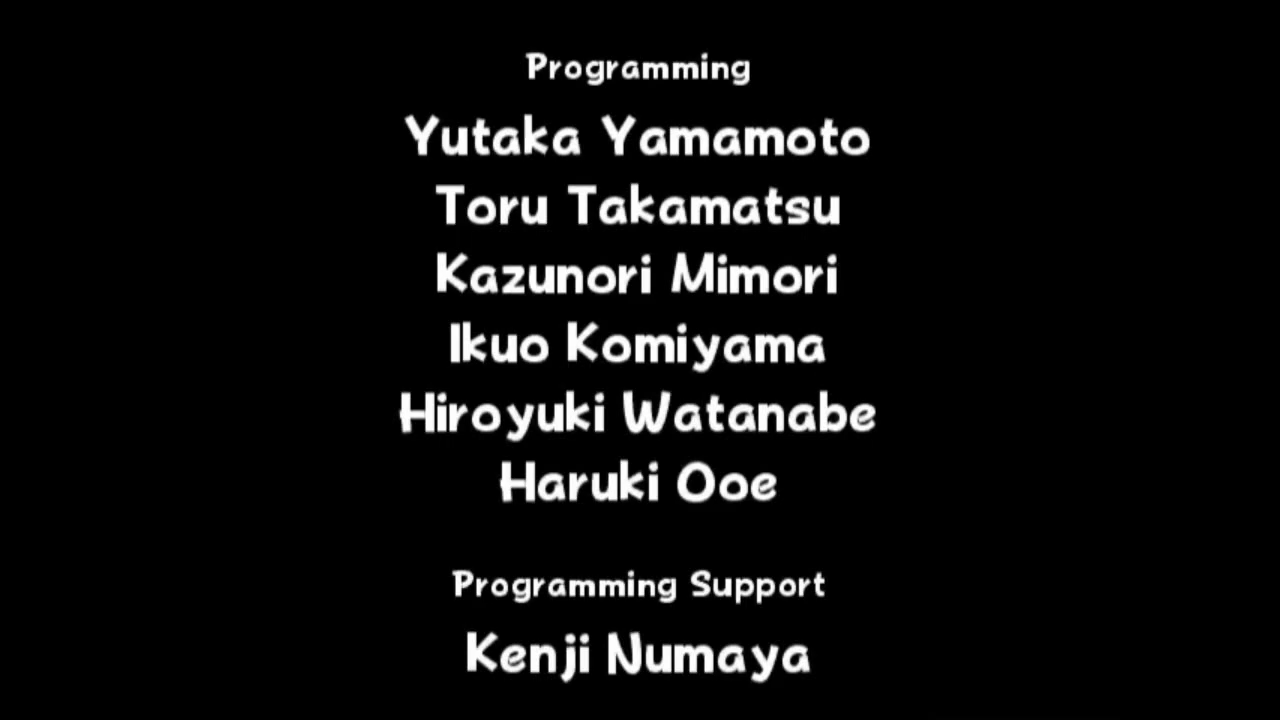 Programming
Yutaka Yamamoto
Toru Takamatsu
Kazunori Mimori
Ikuo Komiyama
Hiroyuki Watanabe
Haruki Ooe
Programming Support
Kenji Numaya